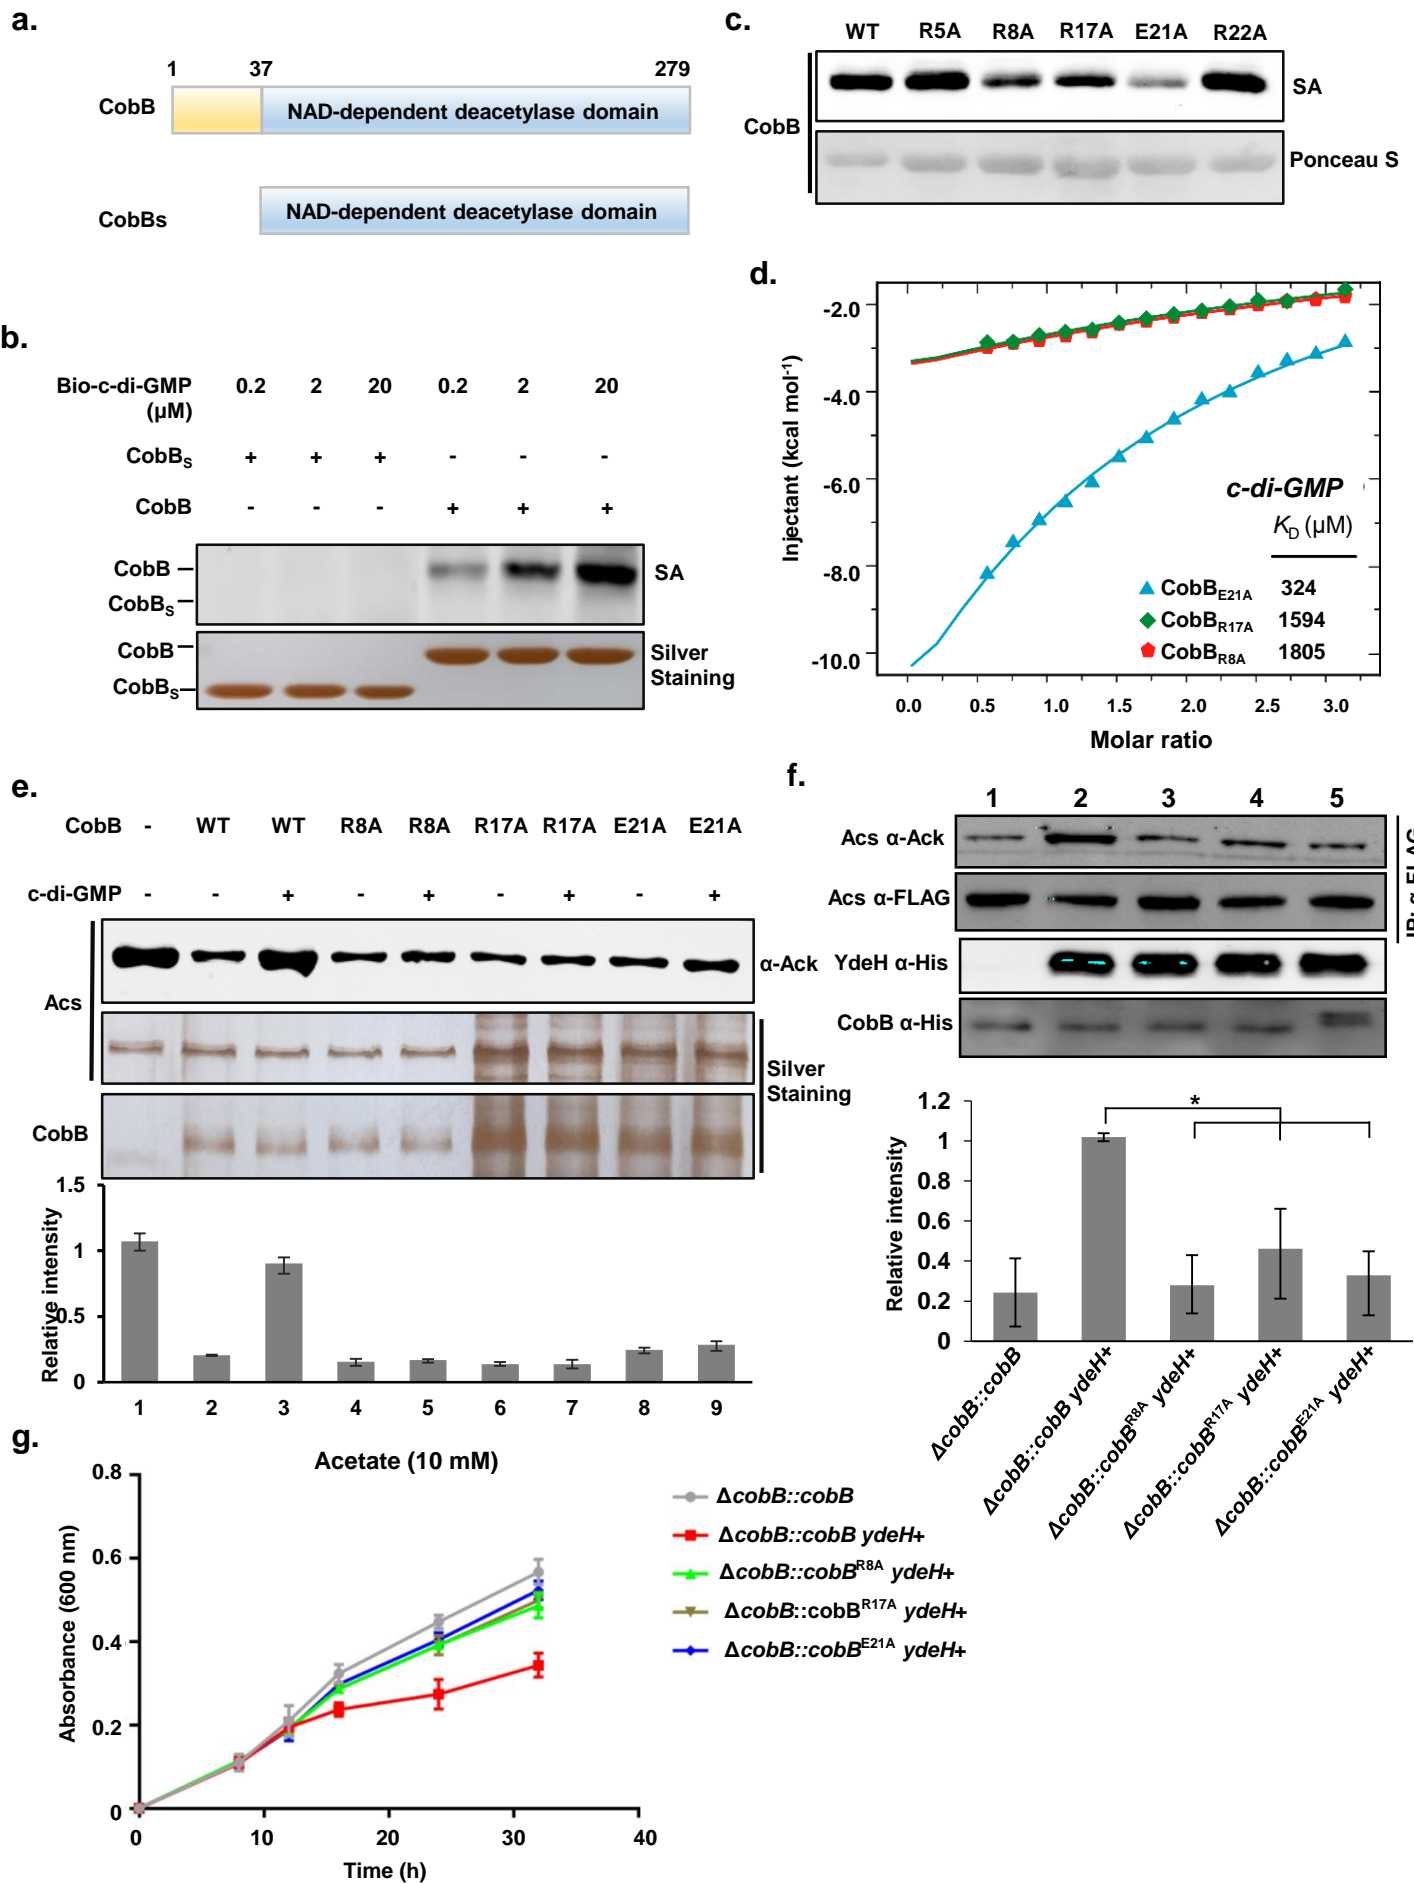 a.
1 37 279
CobB NAD-dependent deacetylase domain
CobBs NAD-dependent deacetylase domain
b.
Bio-c-di-GMP 0.2 2 20 0.2 2 20
(μM)
CobBS + + + - - -
CobB - - - + + +
CobB SA
CobBS
CobB Silver
Staining
CobBS
c.
WT R5A R8A R17A E21A R22A
SA
CobB
Ponceau S
d.
Injectant (kcal mol-1)
-2.0
-4.0
-6.0
-8.0
-10.0
c-di-GMP
KD (μM)
CobBE21A 324
CobBR17A 1594
CobBR8A 1805
0.0 0.5 1.0 1.5 2.0 2.5 3.0
Molar ratio
e.
CobB - WT WT R8A R8A R17A R17A E21A E21A
c-di-GMP - - + - + - + - +
α-Ack
Acs
Silver
Staining
CobB
Relative intensity
1.5
1
0.5
0
1 2 3 4 5 6 7 8 9
f.
1 2 3 4 5
Acs α-Ack
Acs α-FLAG
YdeH α-His
CobB α-His
Relative intensity
1.2
1
0.8
0.6
0.4
0.2
0
*
ΔcobB::cobB
ΔcobB::cobB ydeH+
ΔcobB::cobBR8A ydeH+
ΔcobB::cobBR17A ydeH+
ΔcobB::cobBE21A ydeH+
g.
Acetate (10 mM)
Absorbance (600 nm)
0.8
0.6
0.4
0.2
0
0 10 20 30 40
Time (h)
ΔcobB::cobB
ΔcobB::cobB ydeH+
ΔcobB::cobBR8A ydeH+
ΔcobB::cobBR17A ydeH+
ΔcobB::cobBE21A ydeH+